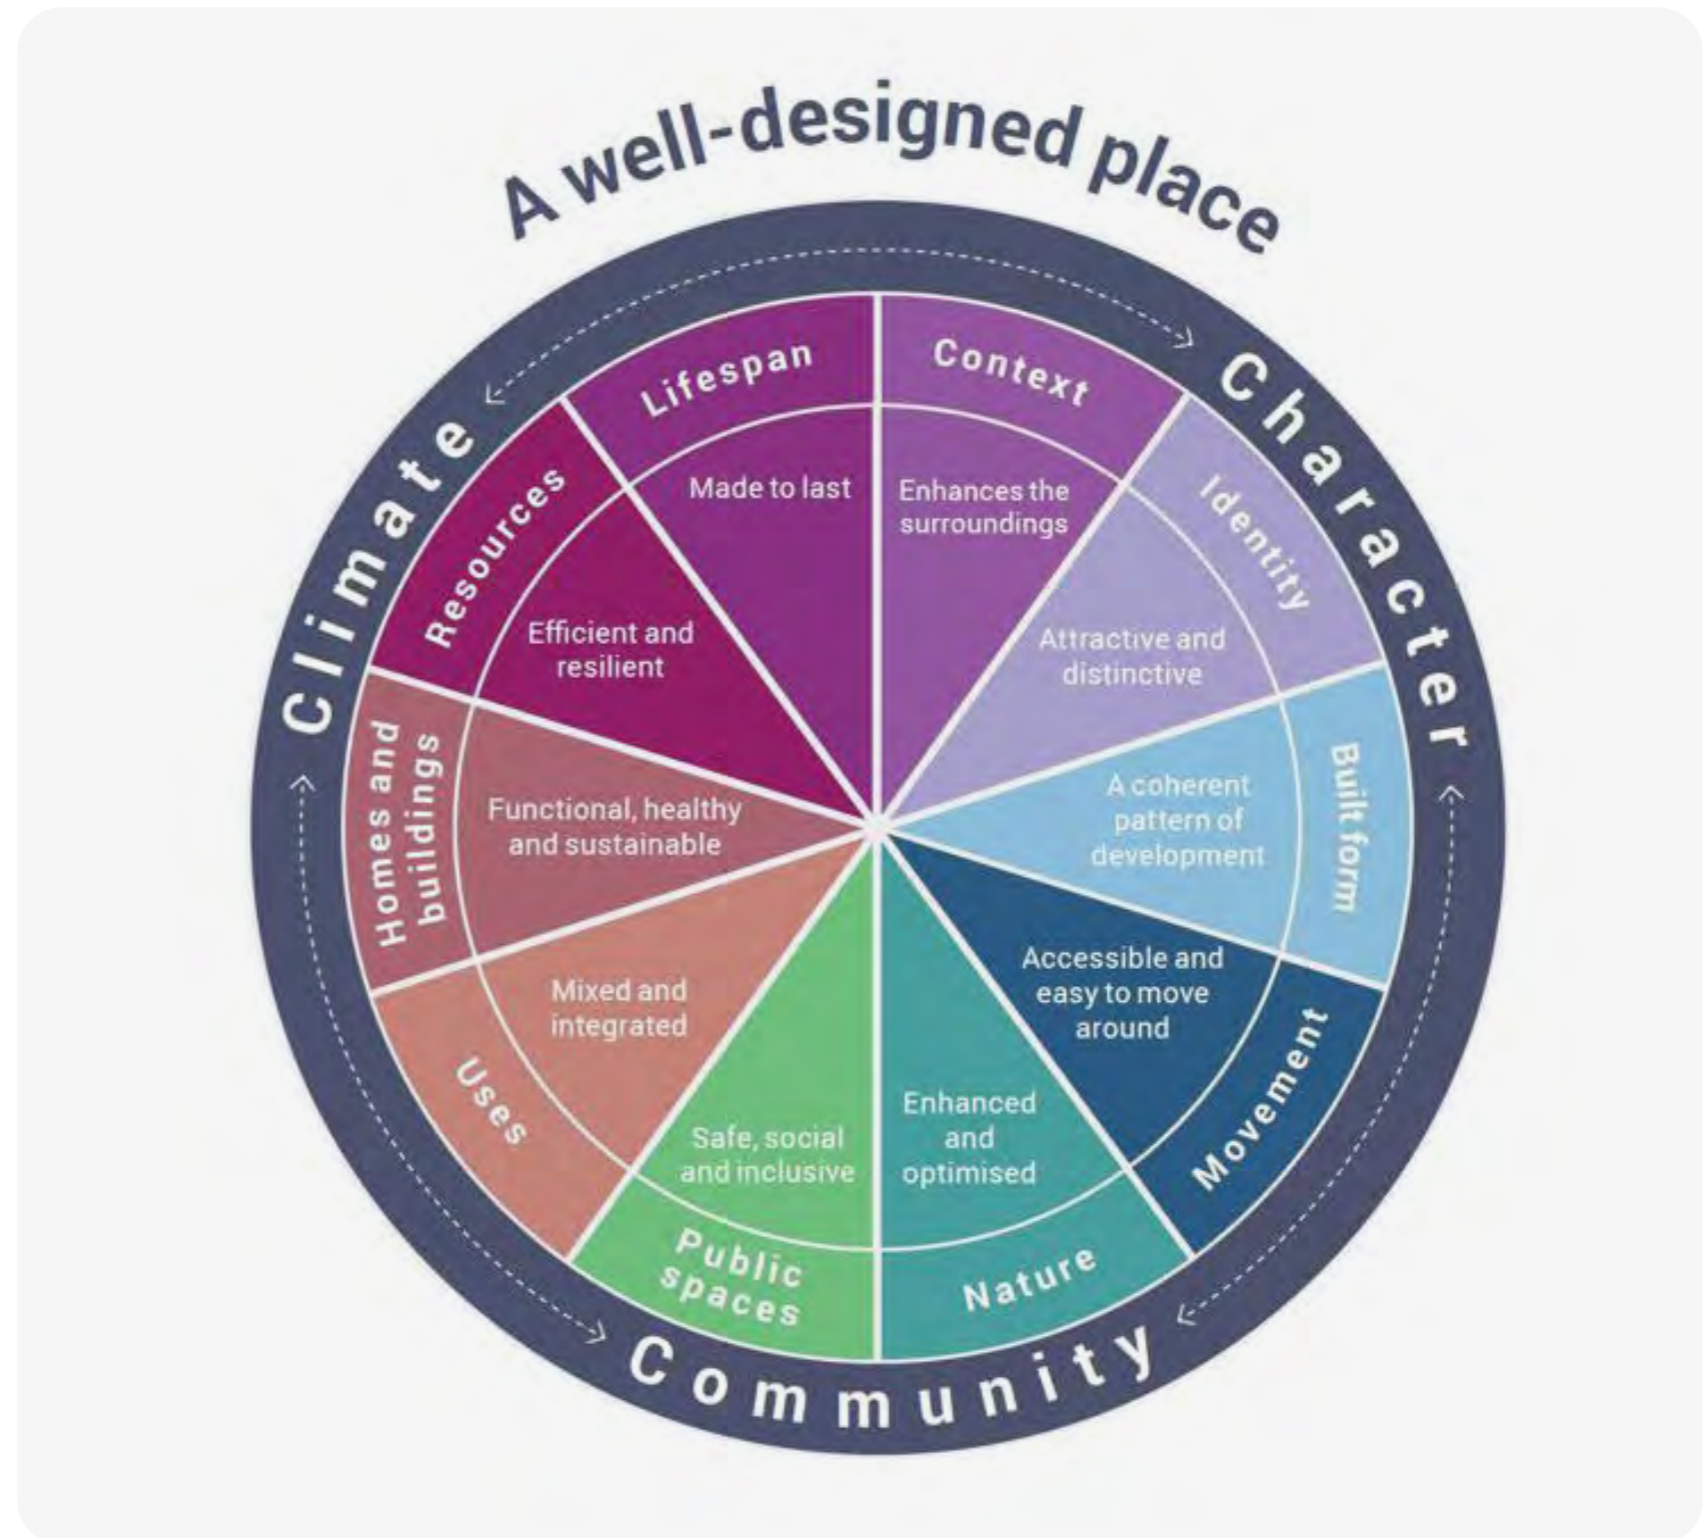 A well-designed place
Climate
Character
Community
Context
Enhances the
surroundings
Identity
Attractive and
distinctive
Built form
A coherent
pattern of
development
Movement
Accessible and
easy to move
around
Nature
Enhanced
and
optimised
Public
spaces
Safe, social
and inclusive
Uses
Mixed and
integrated
Homes and
buildings
Functional, healthy
and sustainable
Resources
Efficient and
resilient
Lifespan
Made to last